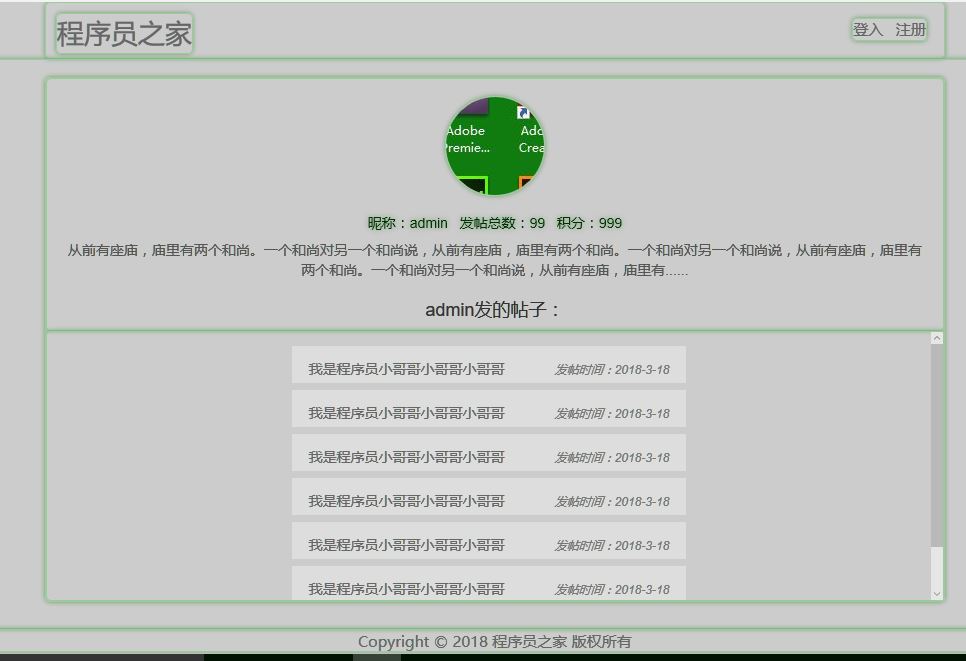 程序员之家
登入 注册
Adobe Ado
Premie... Crea
昵称：admin 发帖总数：99 积分：999
从前有座庙，庙里有两个和尚。一个和尚对另一个和尚说，从前有座庙，庙里有两个和尚。一个和尚对另一个和尚说，从前有座庙，庙里有
两个和尚。一个和尚对另一个和尚说，从前有座庙，庙里有......
admin发的帖子：
我是程序员小哥哥小哥哥小哥哥 发帖时间：2018-3-18
我是程序员小哥哥小哥哥小哥哥 发帖时间：2018-3-18
我是程序员小哥哥小哥哥小哥哥 发帖时间：2018-3-18
我是程序员小哥哥小哥哥小哥哥 发帖时间：2018-3-18
我是程序员小哥哥小哥哥小哥哥 发帖时间：2018-3-18
我是程序员小哥哥小哥哥小哥哥 发帖时间：2018-3-18
Copyright © 2018 程序员之家 版权所有